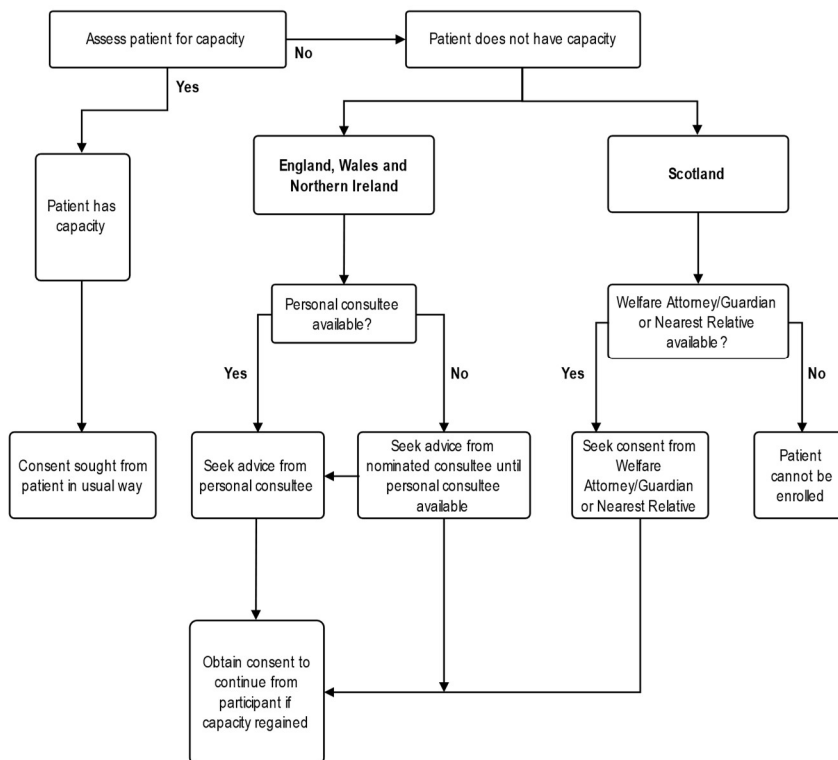 Assess patient for capacity
No
Patient does not have capacity
Yes
England, Wales and
Northern Ireland
Scotland
Patient has
capacity
Personal consultee
available?
Welfare Attorney/Guardian
or Nearest Relative
available ?
Yes
No
Yes
No
Consent sought from
patient in usual way
Seek advice from
personal consultee
Seek advice from
nominated consultee until
personal consultee
available
Seek consent from
Welfare
Attorney/Guardian
or Nearest Relative
Patient
cannot be
enrolled
Obtain consent to
continue from
participant if
capacity regained